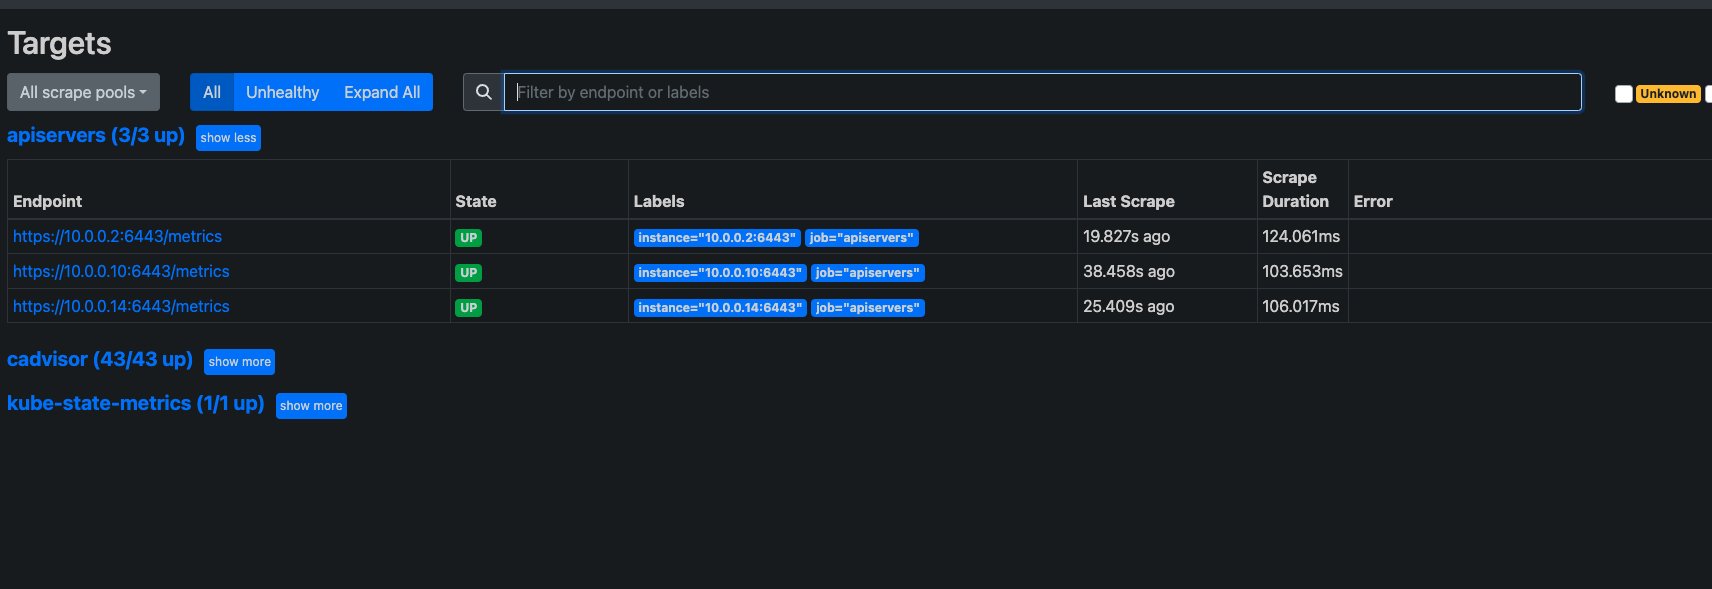 Targets
All scrape pools All Unhealthy Expand All Filter by endpoint or labels Unknown
apiservers (3/3 up) show less
Endpoint State Labels Last Scrape Scrape Duration Error
https://10.0.0.2:6443/metrics UP instance="10.0.0.2:6443" job="apiservers" 19.827s ago 124.061ms
https://10.0.0.10:6443/metrics UP instance="10.0.0.10:6443" job="apiservers" 38.458s ago 103.653ms
https://10.0.0.14:6443/metrics UP instance="10.0.0.14:6443" job="apiservers" 25.409s ago 106.017ms
cadvisor (43/43 up) show more
kube-state-metrics (1/1 up) show more